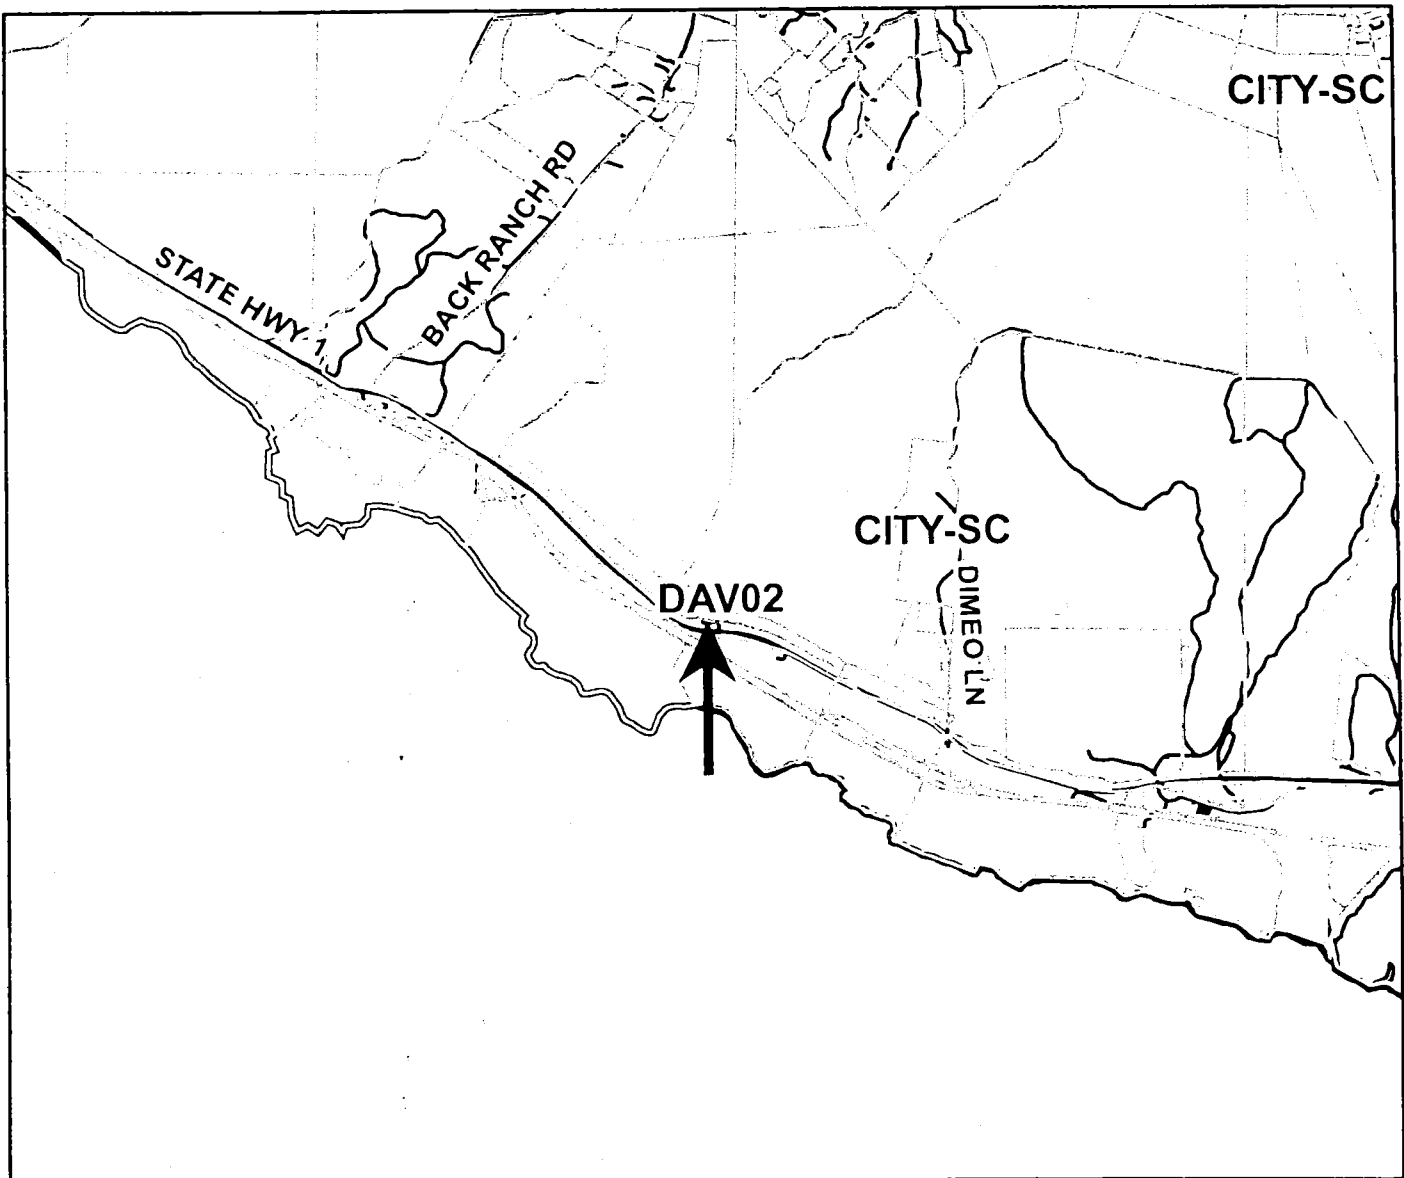 CITY-SC
BACK RANCH RD
STATE HWY 1
CITY-SC
DAV02
DIMEO LN